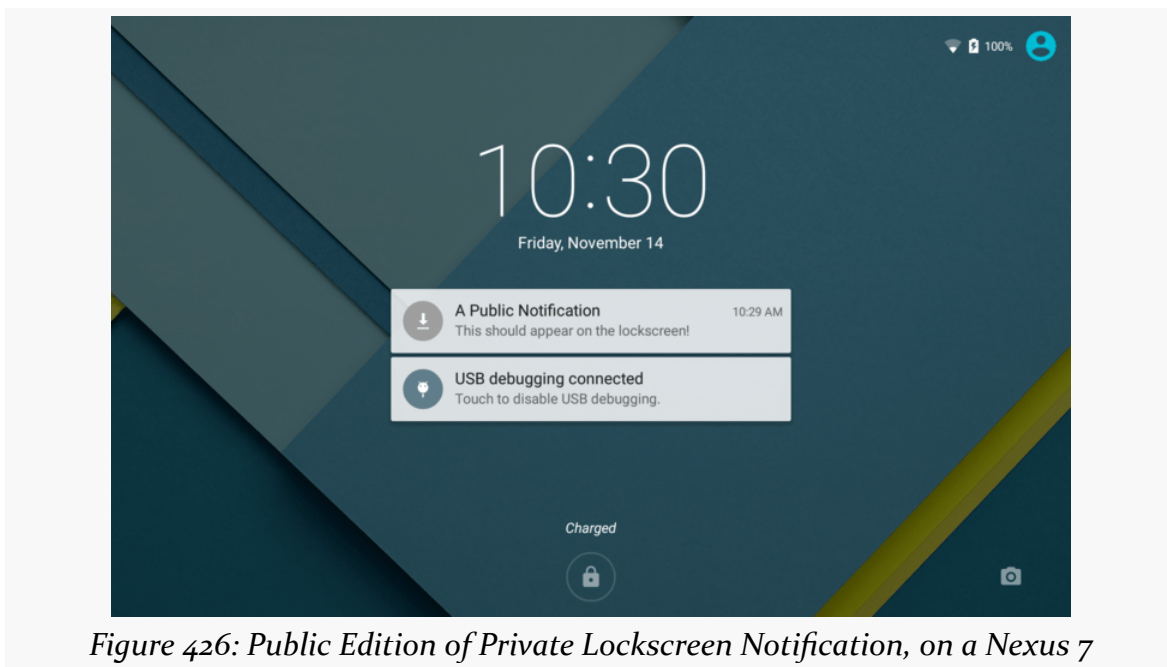 100%
10:30
Friday, November 14
A Public Notification 10:29 AM
This should appear on the lockscreen!
USB debugging connected
Touch to disable USB debugging.
Charged
Figure 426: Public Edition of Private Lockscreen Notification, on a Nexus 7